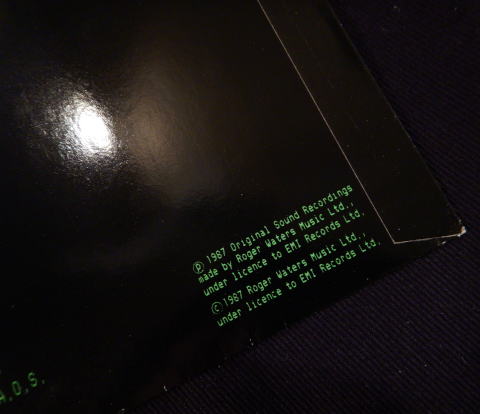 Ⓟ 1987 Original Sound Recordings
made by Roger Waters Music Ltd.,
under licence to EMI Records Ltd.
© 1987 Roger Waters Music Ltd.,
under licence to EMI Records Ltd.
A.O.S.